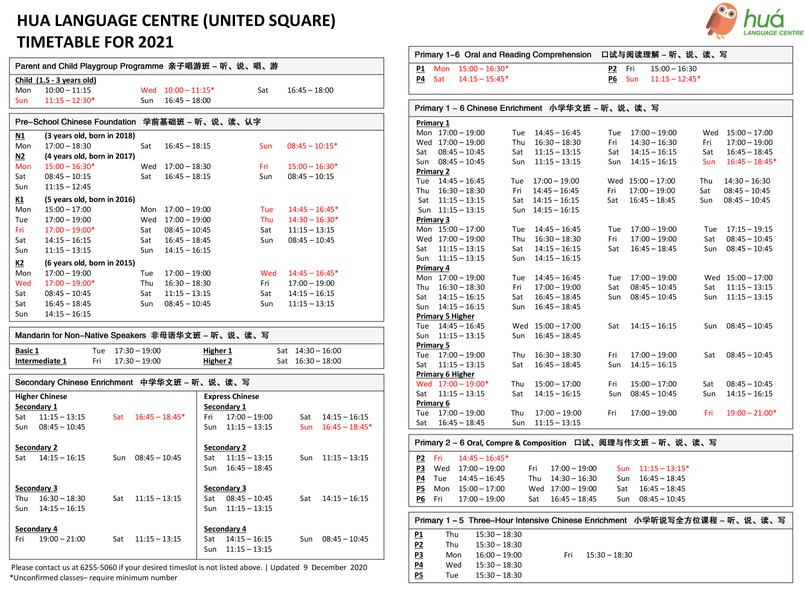 HUA LANGUAGE CENTRE (UNITED SQUARE)
TIMETABLE FOR 2021
Parent and Child Playgroup Programme 亲子唱游班 – 听、说、唱、游
Child (1.5 - 3 years old)
Mon 10:00 – 11:15 Wed 10:00 – 11:15* Sat 16:45 – 18:00
Sun 11:15 – 12:30* Sun 16:45 – 18:00
Pre-School Chinese Foundation 学前基础班 – 听、说、读、认字
N1 (3 years old, born in 2018)
Mon 17:00 – 18:30 Sat 16:45 – 18:15 Sun 08:45 – 10:15*
N2 (4 years old, born in 2017)
Mon 15:00 – 16:30* Wed 17:00 – 18:30 Fri 15:00 – 16:30*
Sat 08:45 – 10:15 Sat 16:45 – 18:15 Sun 08:45 – 10:15
Sun 11:15 – 12:45
K1 (5 years old, born in 2016)
Mon 15:00 – 17:00 Mon 17:00 – 19:00 Tue 14:45 – 16:45*
Tue 17:00 – 19:00 Wed 17:00 – 19:00 Thu 14:30 – 16:30*
Fri 17:00 – 19:00* Sat 08:45 – 10:45 Sat 11:15 – 13:15
Sat 14:15 – 16:15 Sat 16:45 – 18:45 Sun 08:45 – 10:45
Sun 11:15 – 13:15 Sun 14:15 – 16:15
K2 (6 years old, born in 2015)
Mon 17:00 – 19:00 Tue 17:00 – 19:00 Wed 14:45 – 16:45*
Wed 17:00 – 19:00* Thu 16:30 – 18:30 Fri 17:00 – 19:00
Sat 08:45 – 10:45 Sat 11:15 – 13:15 Sat 14:15 – 16:15
Sat 16:45 – 18:45 Sun 08:45 – 10:45 Sun 11:15 – 13:15
Sun 14:15 – 16:15
Mandarin for Non-Native Speakers 非母语华文班 – 听、说、读、写
Basic 1 Tue 17:30 – 19:00 Higher 1 Sat 14:30 – 16:00
Intermediate 1 Fri 17:30 – 19:00 Higher 2 Sat 16:30 – 18:00
Secondary Chinese Enrichment 中学华文班 – 听、说、读、写
Higher Chinese
Secondary 1
Sat 11:15 – 13:15 Sat 16:45 – 18:45*
Sun 08:45 – 10:45
Secondary 2
Sat 14:15 – 16:15 Sun 08:45 – 10:45
Secondary 3
Thu 16:30 – 18:30 Sat 11:15 – 13:15
Sun 14:15 – 16:15
Secondary 4
Fri 19:00 – 21:00 Sat 11:15 – 13:15
Express Chinese
Secondary 1
Fri 17:00 – 19:00 Sat 14:15 – 16:15
Sun 11:15 – 13:15 Sun 16:45 – 18:45*
Secondary 2
Sat 11:15 – 13:15 Sun 11:15 – 13:15
Sun 16:45 – 18:45
Secondary 3
Sat 08:45 – 10:45 Sat 14:15 – 16:15
Sun 11:15 – 13:15
Secondary 4
Sat 14:15 – 16:15 Sun 08:45 – 10:45
Sun 11:15 – 13:15
Please contact us at 6255-5060 if your desired timeslot is not listed above. | Updated 9 December 2020
*Unconfirmed classes– require minimum number
huá
LANGUAGE CENTRE
Primary 1–6 Oral and Reading Comprehension 口试与阅读理解 – 听、说、读、写
P1 Mon 15:00 – 16:30* P2 Fri 15:00 – 16:30
P4 Sat 14:15 – 15:45* P6 Sun 11:15 – 12:45*
Primary 1 – 6 Chinese Enrichment 小学华文班 – 听、说、读、写
Primary 1
Mon 17:00 – 19:00 Tue 14:45 – 16:45 Tue 17:00 – 19:00 Wed 15:00 – 17:00
Wed 17:00 – 19:00 Thu 16:30 – 18:30 Fri 14:30 – 16:30 Fri 17:00 – 19:00
Sat 08:45 – 10:45 Sat 11:15 – 13:15 Sat 14:15 – 16:15 Sat 16:45 – 18:45
Sun 08:45 – 10:45 Sun 11:15 – 13:15 Sun 14:15 – 16:15 Sun 16:45 – 18:45*
Primary 2
Tue 14:45 – 16:45 Tue 17:00 – 19:00 Wed 15:00 – 17:00 Thu 14:30 – 16:30
Thu 16:30 – 18:30 Fri 14:45 – 16:45 Fri 17:00 – 19:00 Sat 08:45 – 10:45
Sat 11:15 – 13:15 Sat 14:15 – 16:15 Sat 16:45 – 18:45 Sun 08:45 – 10:45
Sun 11:15 – 13:15 Sun 14:15 – 16:15
Primary 3
Mon 15:00 – 17:00 Mon 17:00 – 19:00 Tue 14:45 – 16:45 Tue 17:15 – 19:15
Wed 17:00 – 19:00 Thu 16:30 – 18:30 Fri 17:00 – 19:00 Sat 08:45 – 10:45
Sat 11:15 – 13:15 Sat 14:15 – 16:15 Sat 16:45 – 18:45 Sun 08:45 – 10:45
Sun 11:15 – 13:15 Sun 14:15 – 16:15
Primary 4
Mon 17:00 – 19:00 Tue 14:45 – 16:45 Tue 17:00 – 19:00 Wed 15:00 – 17:00
Thu 16:30 – 18:30 Fri 17:00 – 19:00 Sat 08:45 – 10:45 Sat 11:15 – 13:15
Sat 14:15 – 16:15 Sat 16:45 – 18:45 Sun 08:45 – 10:45 Sun 11:15 – 13:15
Sun 14:15 – 16:15 Sun 16:45 – 18:45
Primary 5 Higher
Tue 14:45 – 16:45 Wed 15:00 – 17:00 Sat 14:15 – 16:15 Sun 08:45 – 10:45
Primary 5
Tue 17:00 – 19:00 Thu 16:30 – 18:30 Fri 17:00 – 19:00 Sat 08:45 – 10:45
Sat 11:15 – 13:15 Sat 16:45 – 18:45 Sun 11:15 – 13:15
Primary 6 Higher
Wed 17:00 – 19:00* Thu 15:00 – 17:00 Fri 15:00 – 17:00 Sat 08:45 – 10:45
Sat 11:15 – 13:15 Sat 14:15 – 16:15 Sun 08:45 – 10:45 Sun 14:15 – 16:15
Primary 6
Tue 17:00 – 19:00 Thu 17:00 – 19:00 Fri 17:00 – 19:00 Fri 19:00 – 21:00*
Sat 16:45 – 18:45 Sun 11:15 – 13:15
Primary 2 – 6 Oral, Compre & Composition 口试、阅理与作文班 – 听、说、读、写
P2 Fri 14:45 – 16:45*
P3 Wed 17:00 – 19:00 Fri 17:00 – 19:00 Sun 11:15 – 13:15*
P4 Tue 14:45 – 16:45 Thu 14:30 – 16:30 Sun 16:45 – 18:45
P5 Mon 15:00 – 17:00 Wed 17:00 – 19:00 Sat 16:45 – 18:45
P6 Fri 17:00 – 19:00 Sat 16:45 – 18:45 Sun 08:45 – 10:45
Primary 1 – 5 Three-Hour Intensive Chinese Enrichment 小学听说写全方位课程 – 听、说、读、写
P1 Thu 15:30 – 18:30
P2 Thu 15:30 – 18:30
P3 Mon 16:00 – 19:00 Fri 15:30 – 18:30
P4 Wed 15:30 – 18:30
P5 Tue 15:30 – 18:30